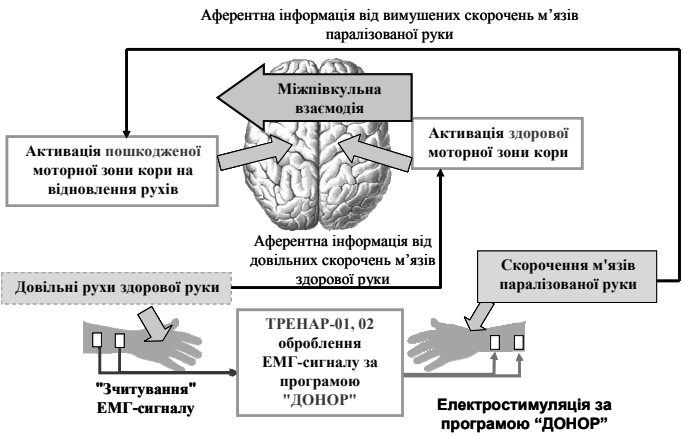 Аферентна інформація від вимушених скорочень м’язів
паралізованої руки
Міжпівкульна
взаємодія
Активація пошкодженої
моторної зони кори на
відновлення рухів
Активація здорової
моторної зони кори
Аферентна інформація від
довільних скорочень м’язів
здорової руки
Довільні рухи здорової руки
Скорочення м'язів
паралізованої руки
ТРЕНАР-01, 02
оброблення
ЕМГ-сигналу за
програмою
"ДОНОР"
"Зчитування"
ЕМГ-сигналу
Електростимуляція за
програмою “ДОНОР”